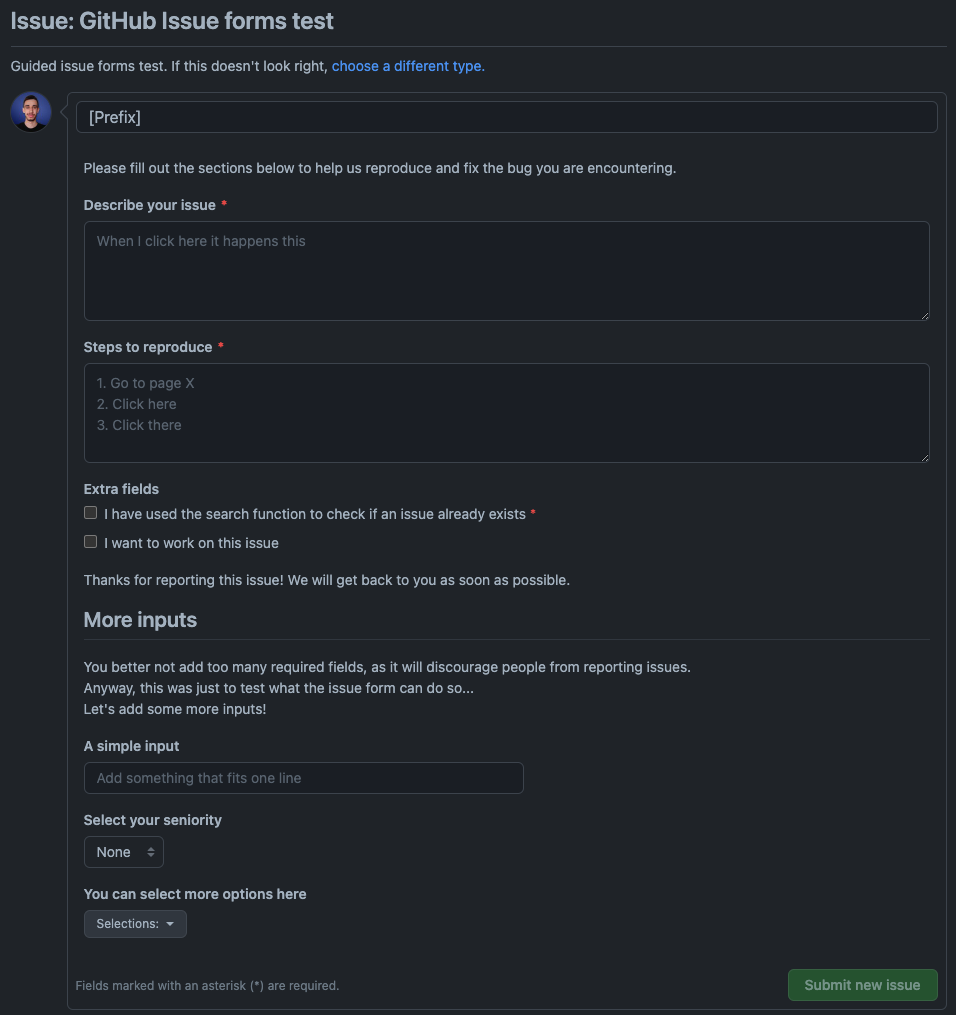 Issue: GitHub Issue forms test
Guided issue forms test. If this doesn't look right, choose a different type.
[Prefix]
Please fill out the sections below to help us reproduce and fix the bug you are encountering.
Describe your issue *
When I click here it happens this
Steps to reproduce *
1. Go to page X
2. Click here
3. Click there
Extra fields
I have used the search function to check if an issue already exists *
I want to work on this issue
Thanks for reporting this issue! We will get back to you as soon as possible.
More inputs
You better not add too many required fields, as it will discourage people from reporting issues.
Anyway, this was just to test what the issue form can do so...
Let's add some more inputs!
A simple input
Add something that fits one line
Select your seniority
None
You can select more options here
Selections:
Fields marked with an asterisk (*) are required.
Submit new issue